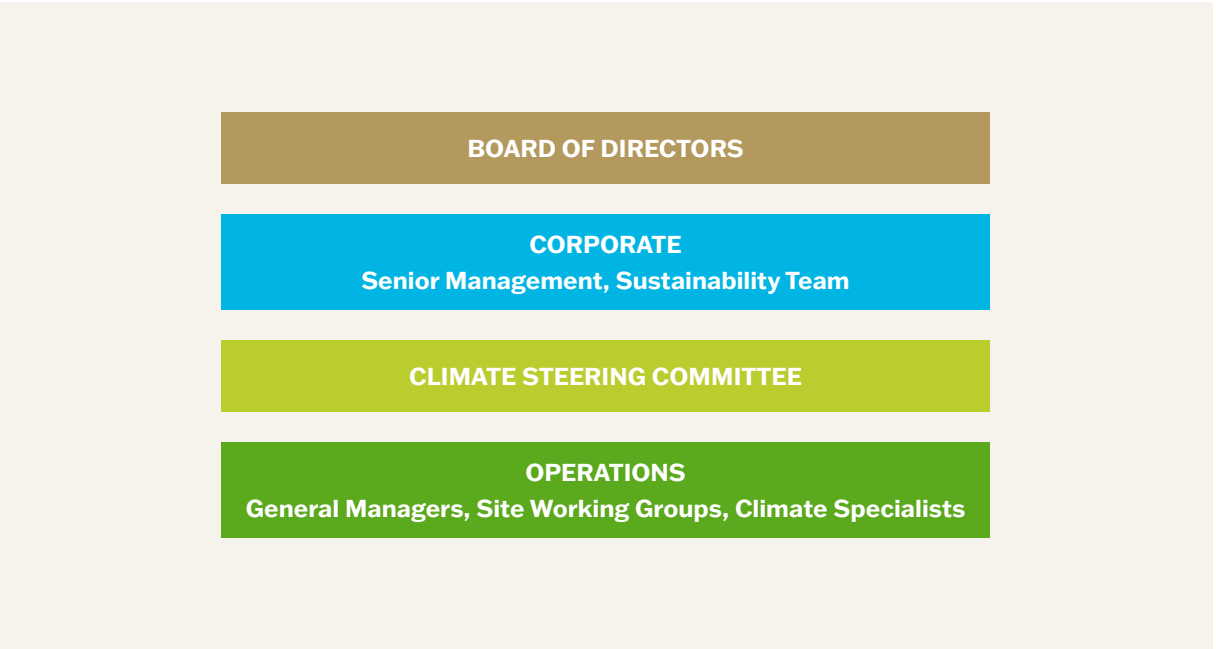 BOARD OF DIRECTORS
CORPORATE
Senior Management, Sustainability Team
CLIMATE STEERING COMMITTEE
OPERATIONS
General Managers, Site Working Groups, Climate Specialists